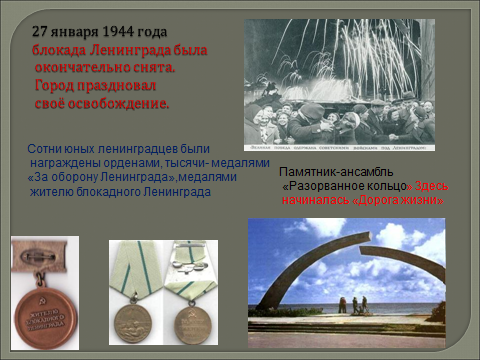 27 января 1944 года
блокада Ленинграда была
окончательно снята.
Город праздновал
своё освобождение.
Сотни юных ленинградцев были
награждены орденами, тысячи- медалями
«За оборону Ленинграда»,медалями
жителю блокадного Ленинграда
Памятник-ансамбль
«Разорванное кольцо» Здесь
начиналась «Дорога жизни»
ЖИТЕЛЮ
БЛОКАДНОГО
ЛЕНИНГРАДА